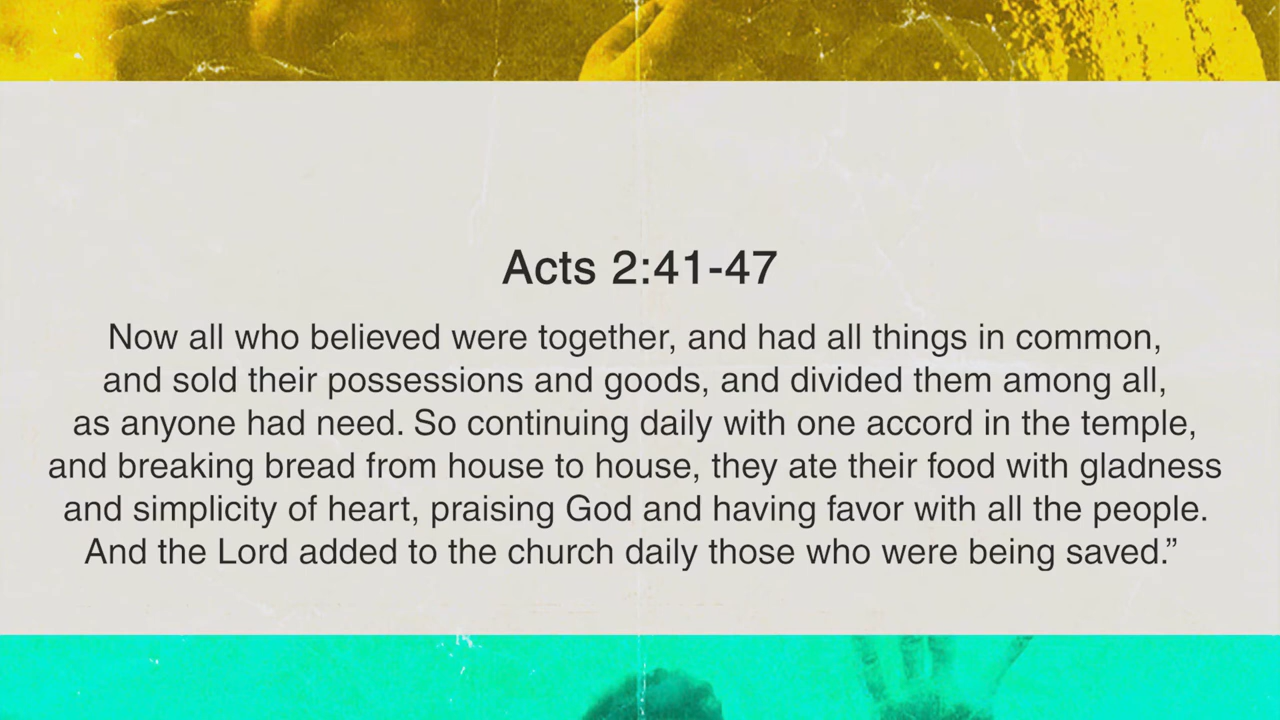 Acts 2:41-47
Now all who believed were together, and had all things in common,
and sold their possessions and goods, and divided them among all,
as anyone had need. So continuing daily with one accord in the temple,
and breaking bread from house to house, they ate their food with gladness
and simplicity of heart, praising God and having favor with all the people.
And the Lord added to the church daily those who were being saved.”